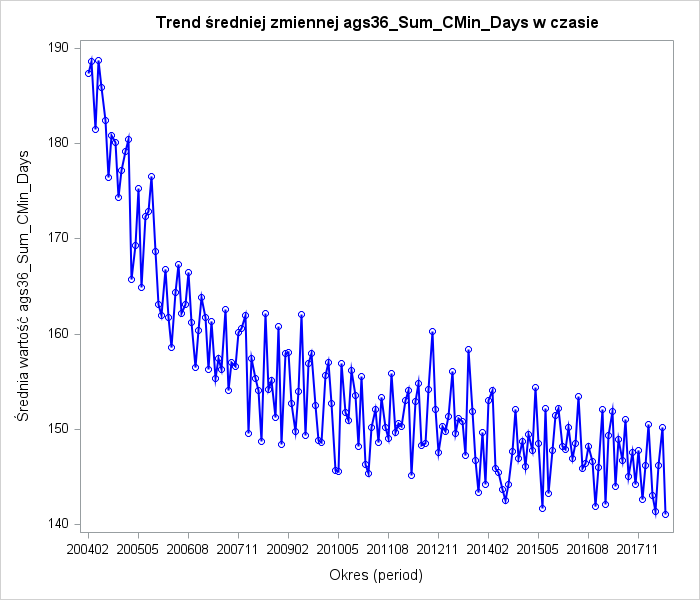 Trend średniej zmiennej ags36_Sum_CMin_Days w czasie
Średnia wartość ags36_Sum_CMin_Days
190
180
170
160
150
140
200402 200505 200608 200711 200902 201005 201108 201211 201402 201505 201608 201711
Okres (period)